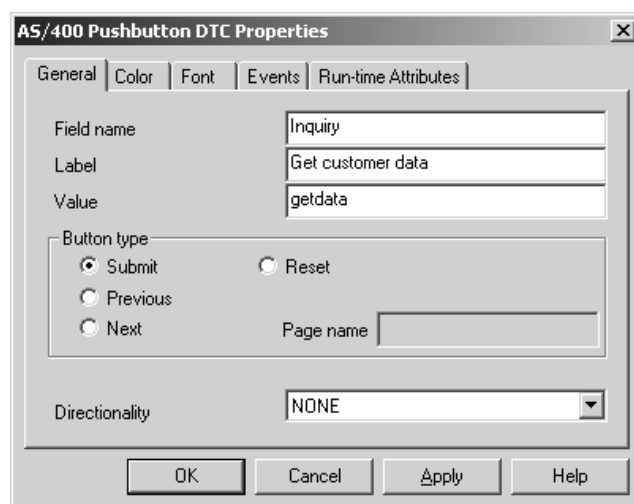 AS/400 Pushbutton DTC Properties
General Color Font Events Run-time Attributes
Field name Inquiry
Label Get customer data
Value getdata
Button type
Submit Reset
Previous
Next Page name
Directionality NONE
OK Cancel Apply Help